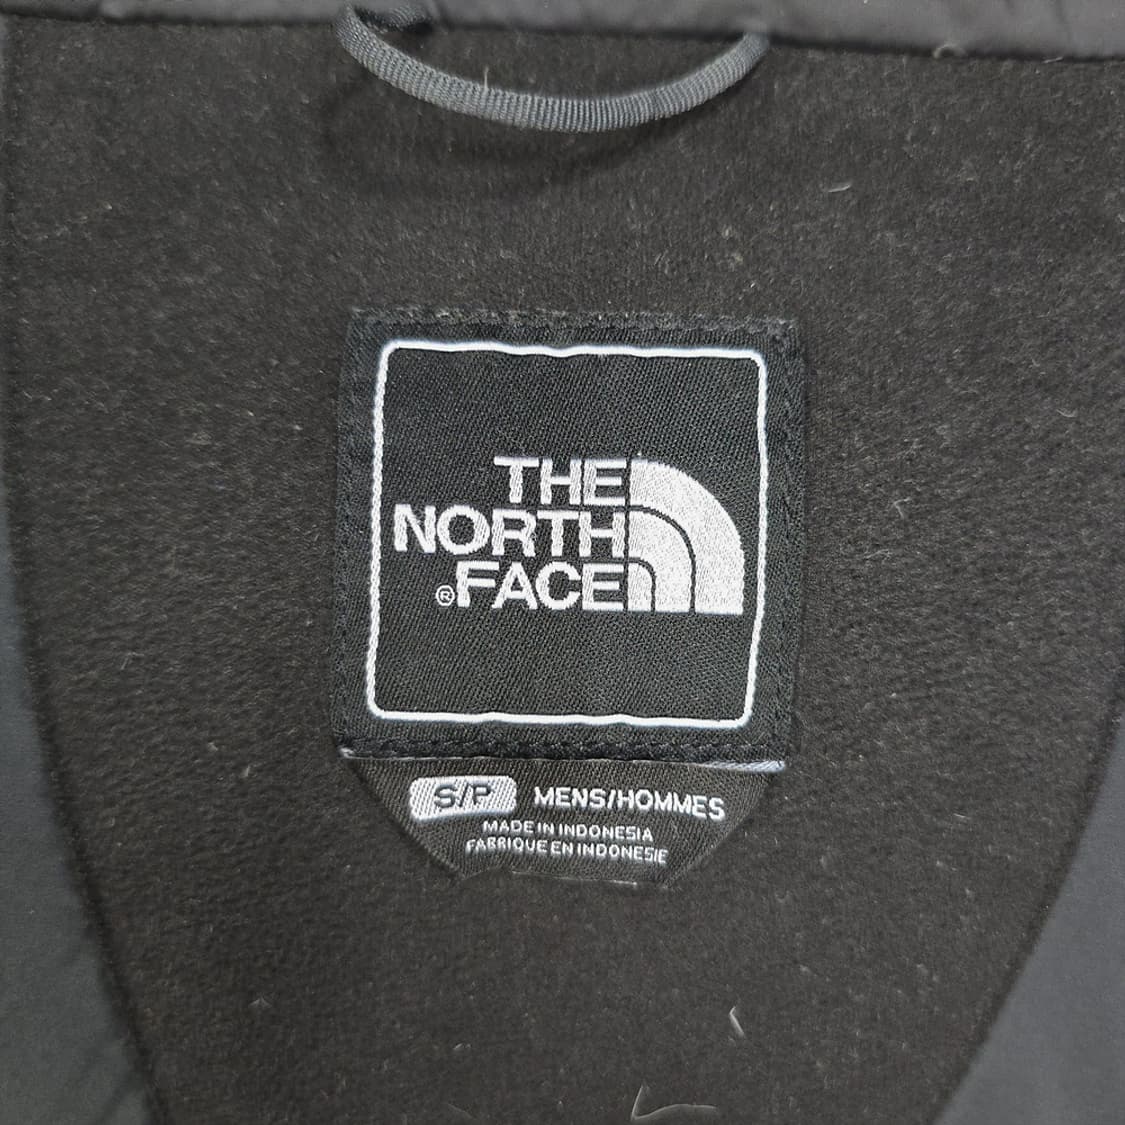 THE
NORTH
®FACE
S/P MENS/HOMMES
MADE IN INDONESIA
FABRIQUE EN INDONESIE